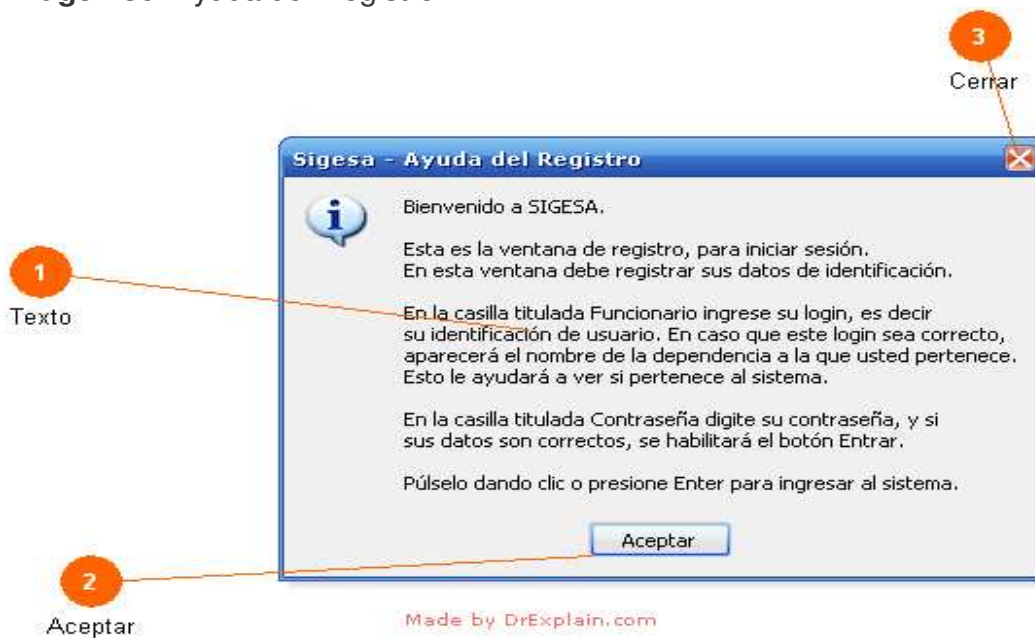 3
Cerrar
Sigesa - Ayuda del Registro
Bienvenido a SIGESA.
Esta es la ventana de registro, para iniciar sesión.
En esta ventana debe registrar sus datos de identificación.
1
Texto
En la casilla titulada Funcionario ingrese su login, es decir
su identificación de usuario. En caso que este login sea correcto,
aparecerá el nombre de la dependencia a la que usted pertenece.
Esto le ayudará a ver si pertenece al sistema.
En la casilla titulada Contraseña digite su contraseña, y si
sus datos son correctos, se habilitará el botón Entrar.
Púlselo dando clic o presione Enter para ingresar al sistema.
Aceptar
2
Aceptar
Made by DrExplain.com